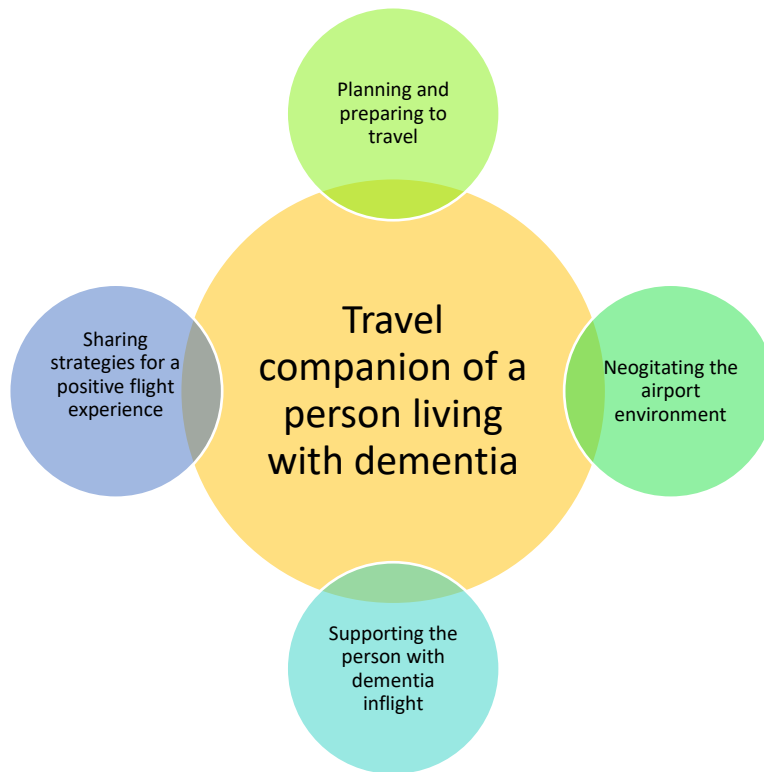 Planning and
preparing to
travel
Travel
companion of a
person living
with dementia
Neogitating the
airport
environment
Supporting the
person with
dementia
inflight
Sharing
strategies for a
positive flight
experience